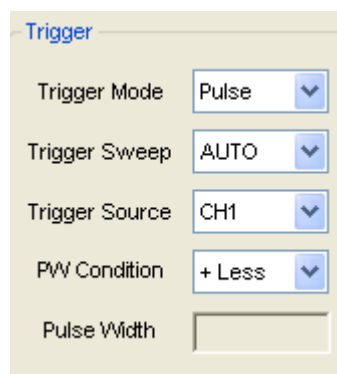 Trigger
Trigger Mode Pulse
Trigger Sweep AUTO
Trigger Source CH1
PW Condition + Less
Pulse Width